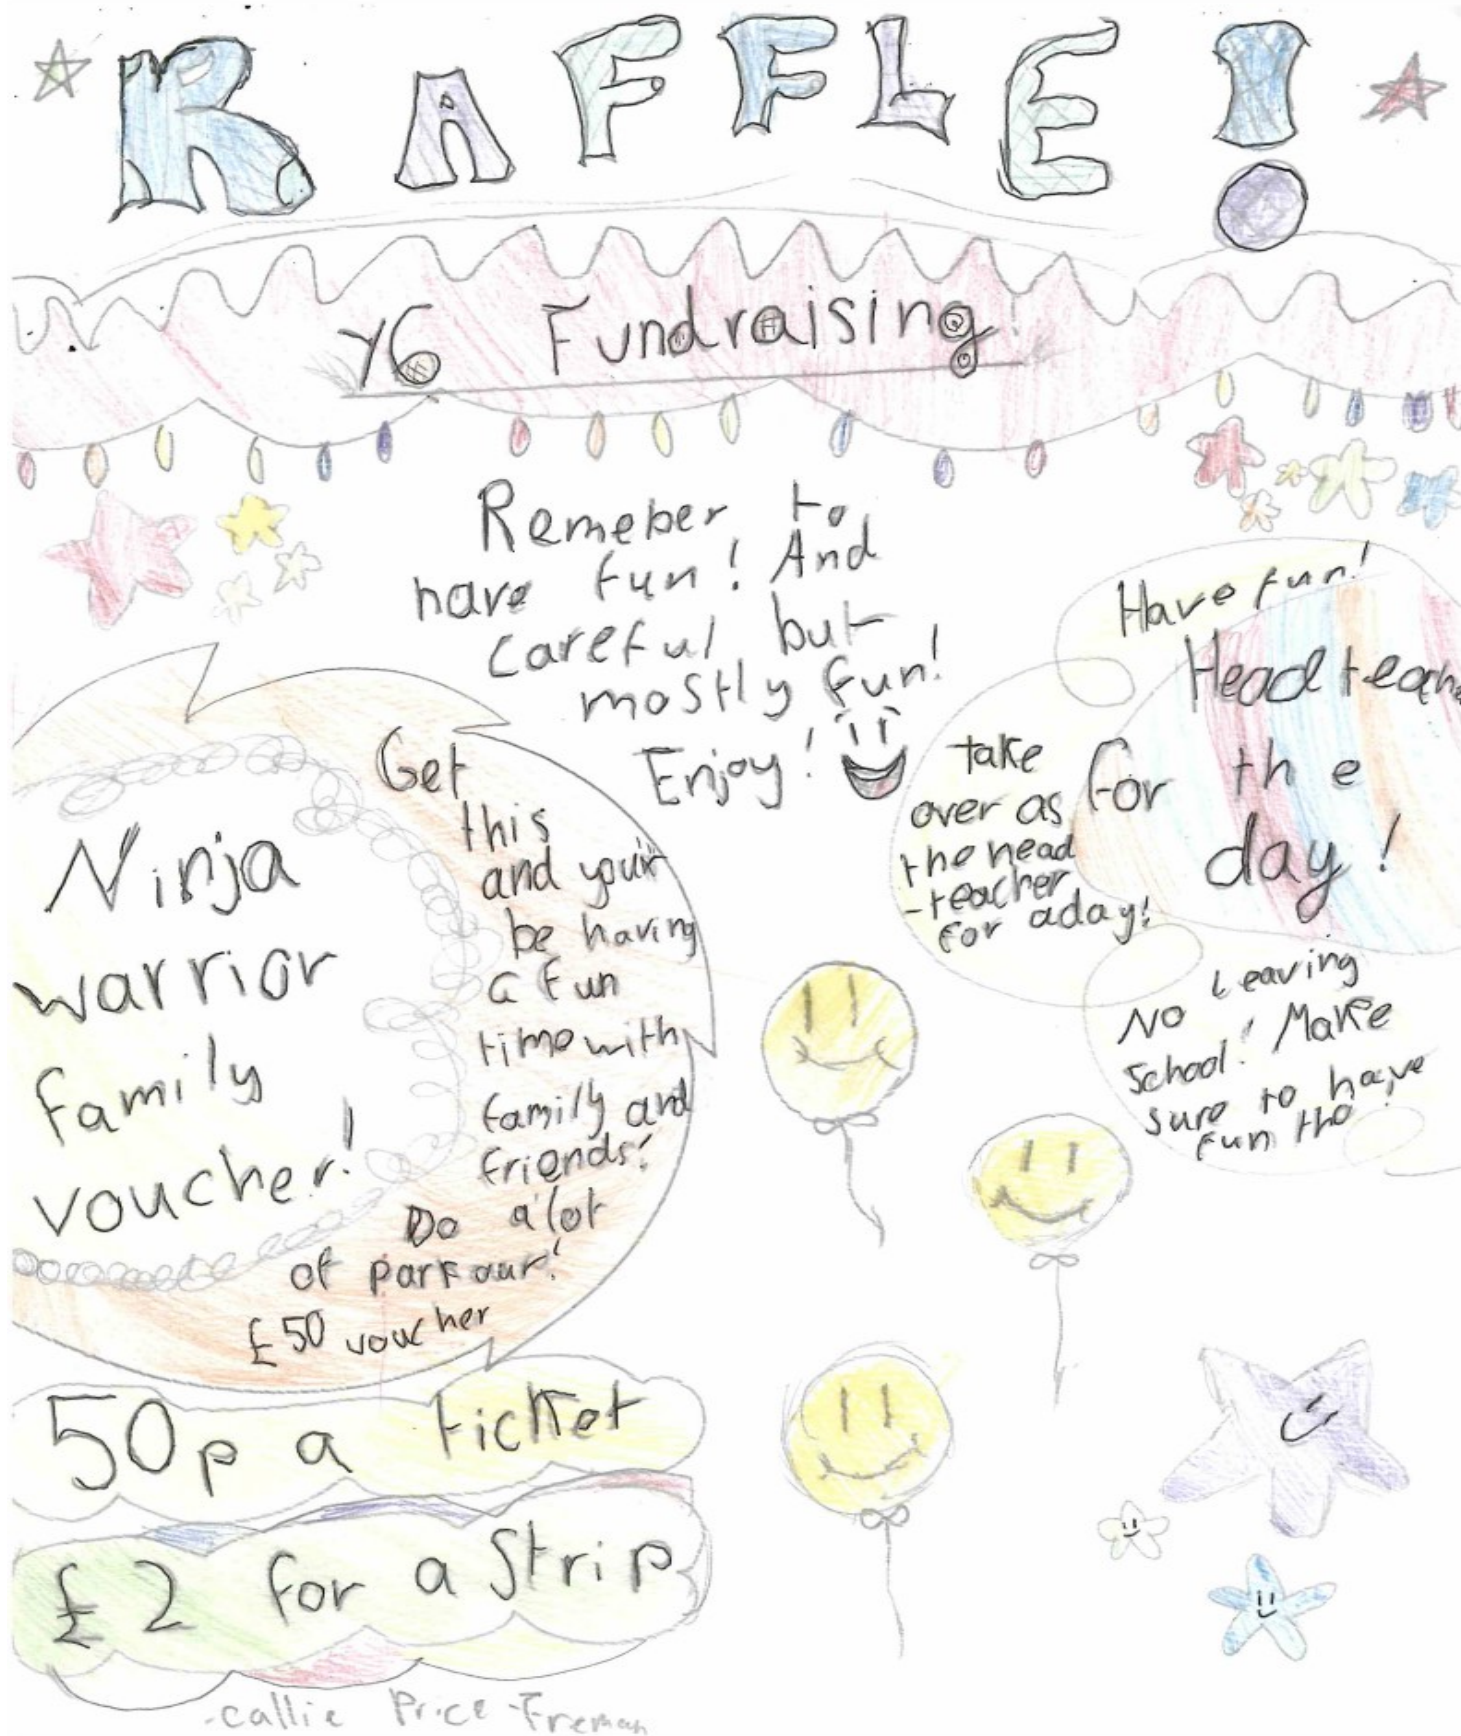 RAFFLE!
Y6 Fundraising!
Remeber to
have fun! And
careful but
mostly fun!
Enjoy!
Have fun!
Headteach
for the
day!
take
over as
the head
-teacher
for aday!
No Leaving
School! Make
sure to have
fun tho!
Ninja
warrior
family
voucher!
Get
this
and
be having
a fun
time with
family and
friends!
Do a lot
of parkour!
£50 voucher
50p a ticket
£2 for a Strip
-callie Price-Freman